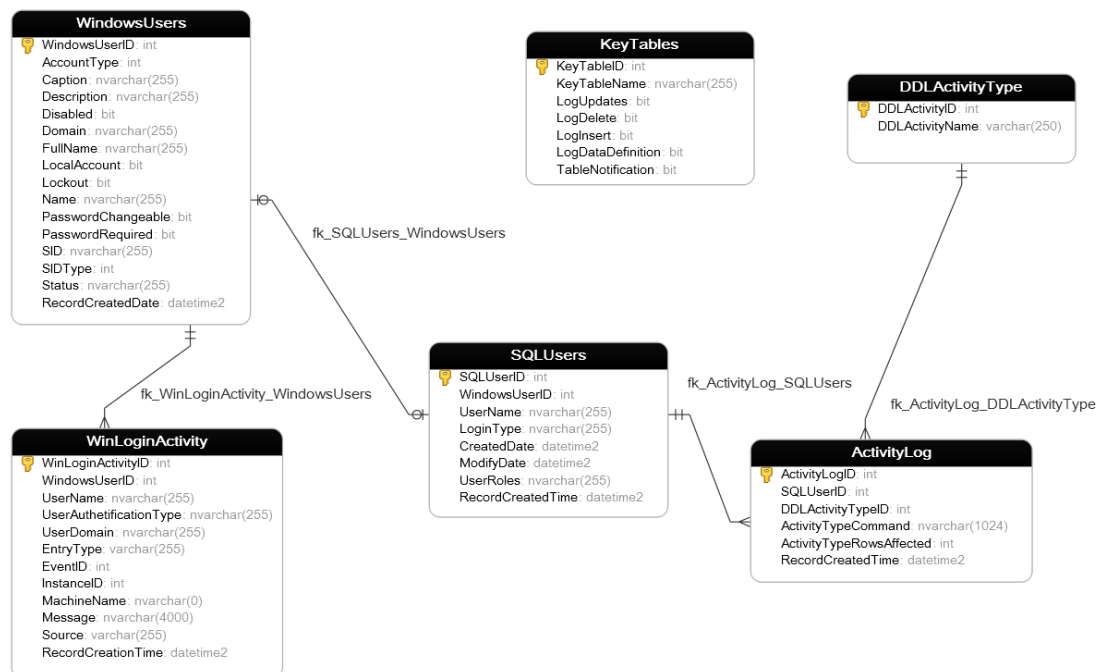 WindowsUsers
WindowsUserID: int
AccountType: int
Caption: nvarchar(255)
Description: nvarchar(255)
Disabled: bit
Domain: nvarchar(255)
FullName: nvarchar(255)
LocalAccount: bit
Lockout: bit
Name: nvarchar(255)
PasswordChangeable: bit
PasswordRequired: bit
SID: nvarchar(255)
SIDType: int
Status: nvarchar(255)
RecordCreatedDate: datetime2
KeyTables
KeyTableID: int
KeyTableName: nvarchar(255)
LogUpdates: bit
LogDelete: bit
LogInsert: bit
LogDataDefinition: bit
TableNotification: bit
DDLActivityType
DDLActivityID: int
DDLActivityName: varchar(250)
fk_SQLUsers_WindowsUsers
fk_WinLoginActivity_WindowsUsers
SQLUsers
SQLUserID: int
WindowsUserID: int
UserName: nvarchar(255)
LoginType: nvarchar(255)
CreatedDate: datetime2
ModifyDate: datetime2
UserRoles: nvarchar(255)
RecordCreatedTime: datetime2
fk_ActivityLog_SQLUsers
fk_ActivityLog_DDLActivityType
WinLoginActivity
WinLoginActivityID: int
WindowsUserID: int
UserName: nvarchar(255)
UserAuthetificationType: nvarchar(255)
UserDomain: nvarchar(255)
EntryType: varchar(255)
EventID: int
InstanceID: int
MachineName: nvarchar(0)
Message: nvarchar(4000)
Source: varchar(255)
RecordCreationTime: datetime2
ActivityLog
ActivityLogID: int
SQLUserID: int
DDLActivityTypeID: int
ActivityTypeCommand: nvarchar(1024)
ActivityTypeRowsAffected: int
RecordCreatedTime: datetime2